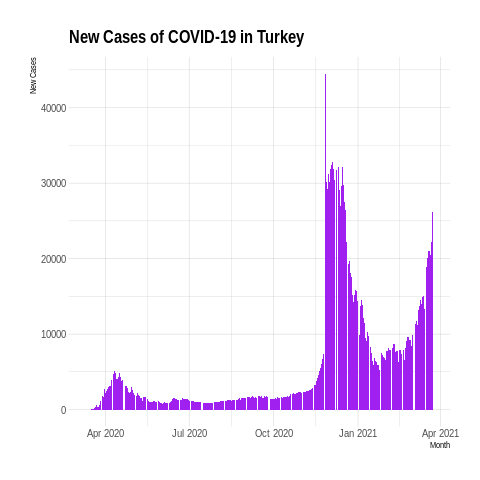 New Cases of COVID-19 in Turkey
New Cases
40000
30000
20000
10000
0
Apr 2020 Jul 2020 Oct 2020 Jan 2021 Apr 2021
Month